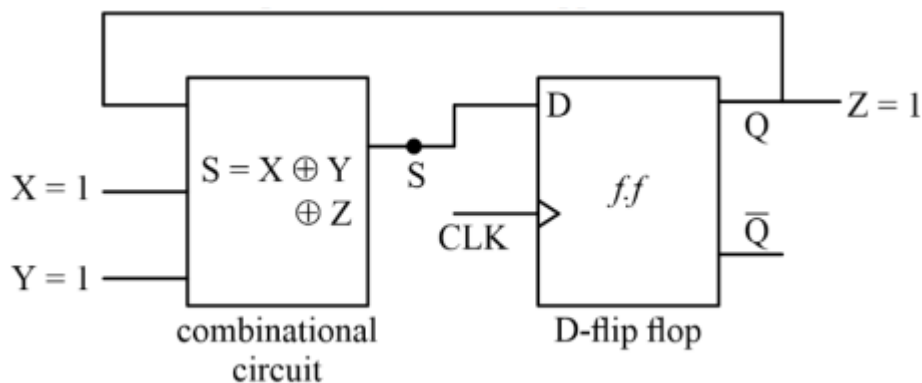 D
Q
Z = 1
S = X ⊕ Y
⊕ Z
S
X = 1
f.f
CLK
Q̅
Y = 1
combinational
circuit
D-flip flop